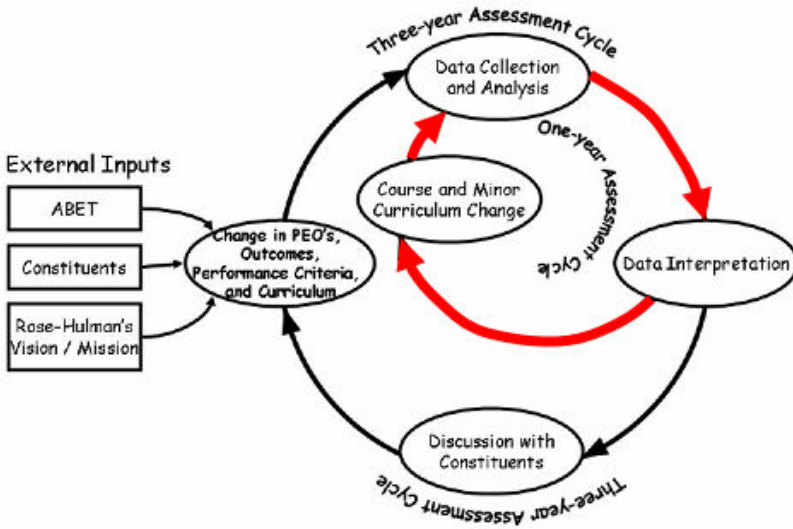 Three-year Assessment Cycle
Data Collection
and Analysis
One-year Assessment Cycle
External Inputs
ABET
Constituents
Rose-Hulman's
Vision / Mission
Course and Minor
Curriculum Change
Change in PEO's,
Outcomes,
Performance Criteria,
and Curriculum
Data Interpretation
Discussion with
Constituents
Three-year Assessment Cycle